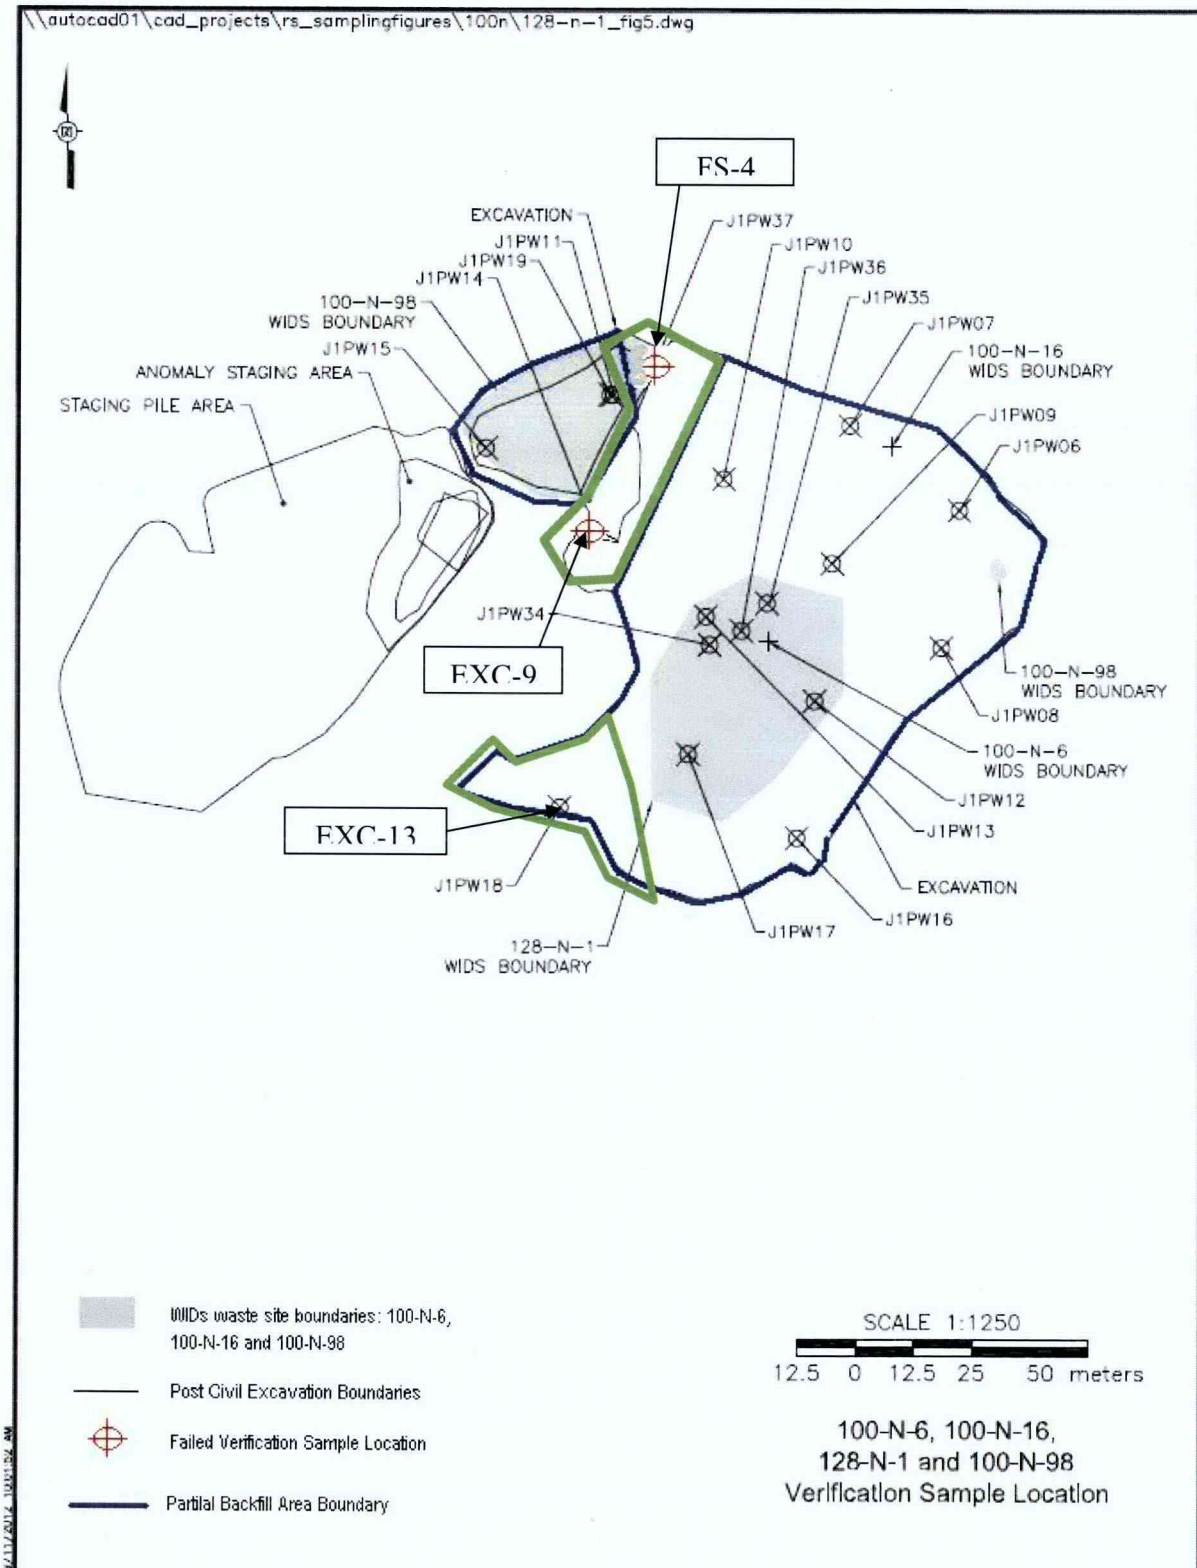 \\autocad01\cad_projects\rs_samplingfigures\100n\128-n-1_fig5.dwg
FS-4
EXCAVATION
J1PW37
J1PW11
J1PW10
J1PW19
J1PW36
J1PW14
J1PW35
100-N-98
WIDS BOUNDARY
J1PW07
J1PW15
100-N-16
WIDS BOUNDARY
ANOMALY STAGING AREA
STAGING PILE AREA
J1PW09
J1PW06
J1PW34
EXC-9
100-N-98
WIDS BOUNDARY
J1PW08
100-N-6
WIDS BOUNDARY
J1PW12
EXC-13
J1PW13
J1PW18
EXCAVATION
J1PW16
J1PW17
128-N-1
WIDS BOUNDARY
WIDs waste site boundaries: 100-N-6,
100-N-16 and 100-N-98
Post Civil Excavation Boundaries
Failed Verification Sample Location
Partilal Backfill Area Boundary
SCALE 1:1250
12.5 0 12.5 25 50 meters
100-N-6, 100-N-16,
128-N-1 and 100-N-98
Verification Sample Location